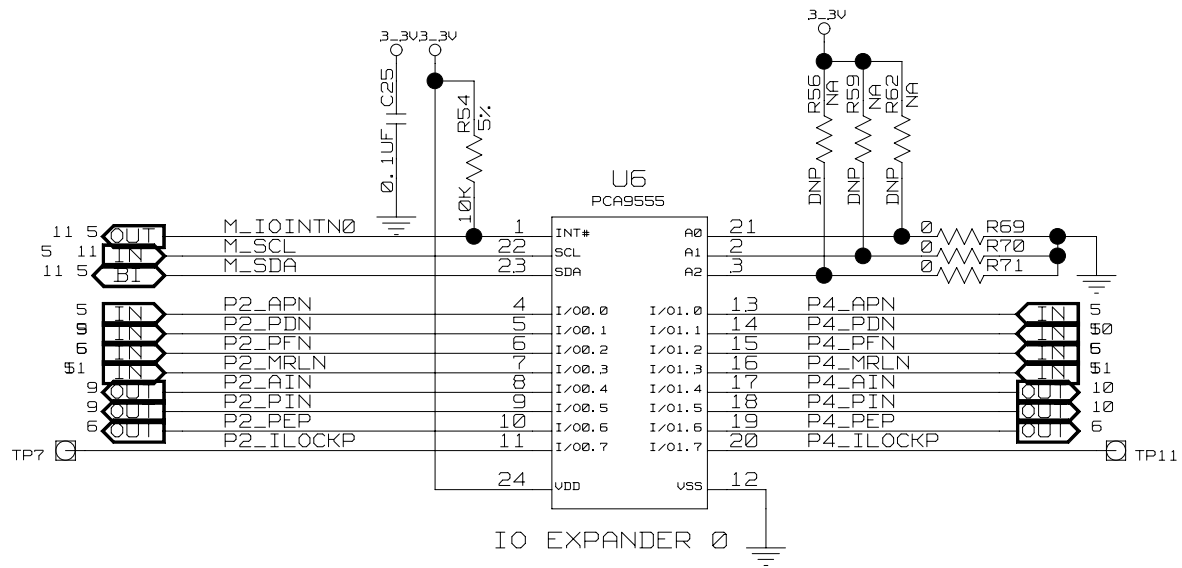 3_3V
3_3V 3_3V
C25
0.1UF
R54
5%
10K
R56
NA
R59
NA
R62
NA
DNP
DNP
DNP
U6
PCA9555
11 5 OUT M_IOINTN0 1 INT# A0 21 0 R69
5 11 IN M_SCL 22 SCL A1 2 0 R70
11 5 BI M_SDA 23 SDA A2 3 0 R71
5 IN P2_APN 4 I/O0.0 I/O1.0 13 P4_APN IN 5
IN P2_PDN 5 I/O0.1 I/O1.1 14 P4_PDN IN
IN P2_PFN 6 I/O0.2 I/O1.2 15 P4_PFN IN
IN P2_MRLN 7 I/O0.3 I/O1.3 16 P4_MRLN IN
9 OUT P2_AIN 8 I/O0.4 I/O1.4 17 P4_AIN OUT 10
9 OUT P2_PIN 9 I/O0.5 I/O1.5 18 P4_PIN OUT 10
6 OUT P2_PEP 10 I/O0.6 I/O1.6 19 P4_PEP OUT 6
TP7 P2_ILOCKP 11 I/O0.7 I/O1.7 20 P4_ILOCKP TP11
24 VDD VSS 12
IO EXPANDER 0